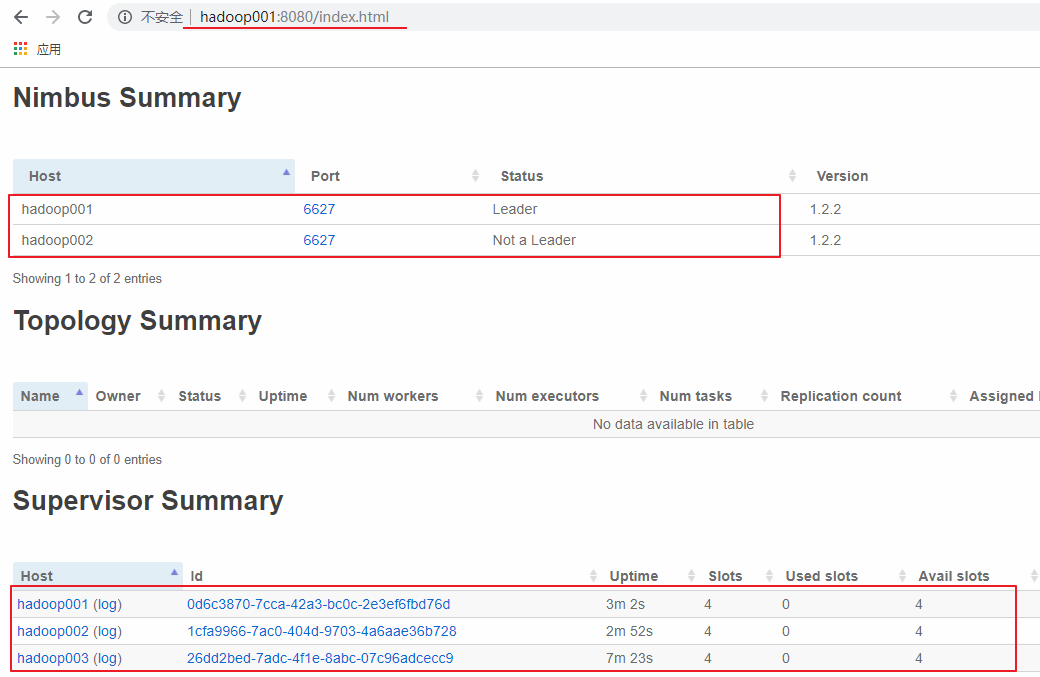 不安全 | hadoop001:8080/index.html
应用
Nimbus Summary
Host Port Status Version
hadoop001 6627 Leader 1.2.2
hadoop002 6627 Not a Leader 1.2.2
Showing 1 to 2 of 2 entries
Topology Summary
Name Owner Status Uptime Num workers Num executors Num tasks Replication count Assigned
No data available in table
Showing 0 to 0 of 0 entries
Supervisor Summary
Host Id Uptime Slots Used slots Avail slots
hadoop001 (log) 0d6c3870-7cca-42a3-bc0c-2e3ef6fbd76d 3m 2s 4 0 4
hadoop002 (log) 1cfa9966-7ac0-404d-9703-4a6aae36b728 2m 52s 4 0 4
hadoop003 (log) 26dd2bed-7adc-4f1e-8abc-07c96adcecc9 7m 23s 4 0 4